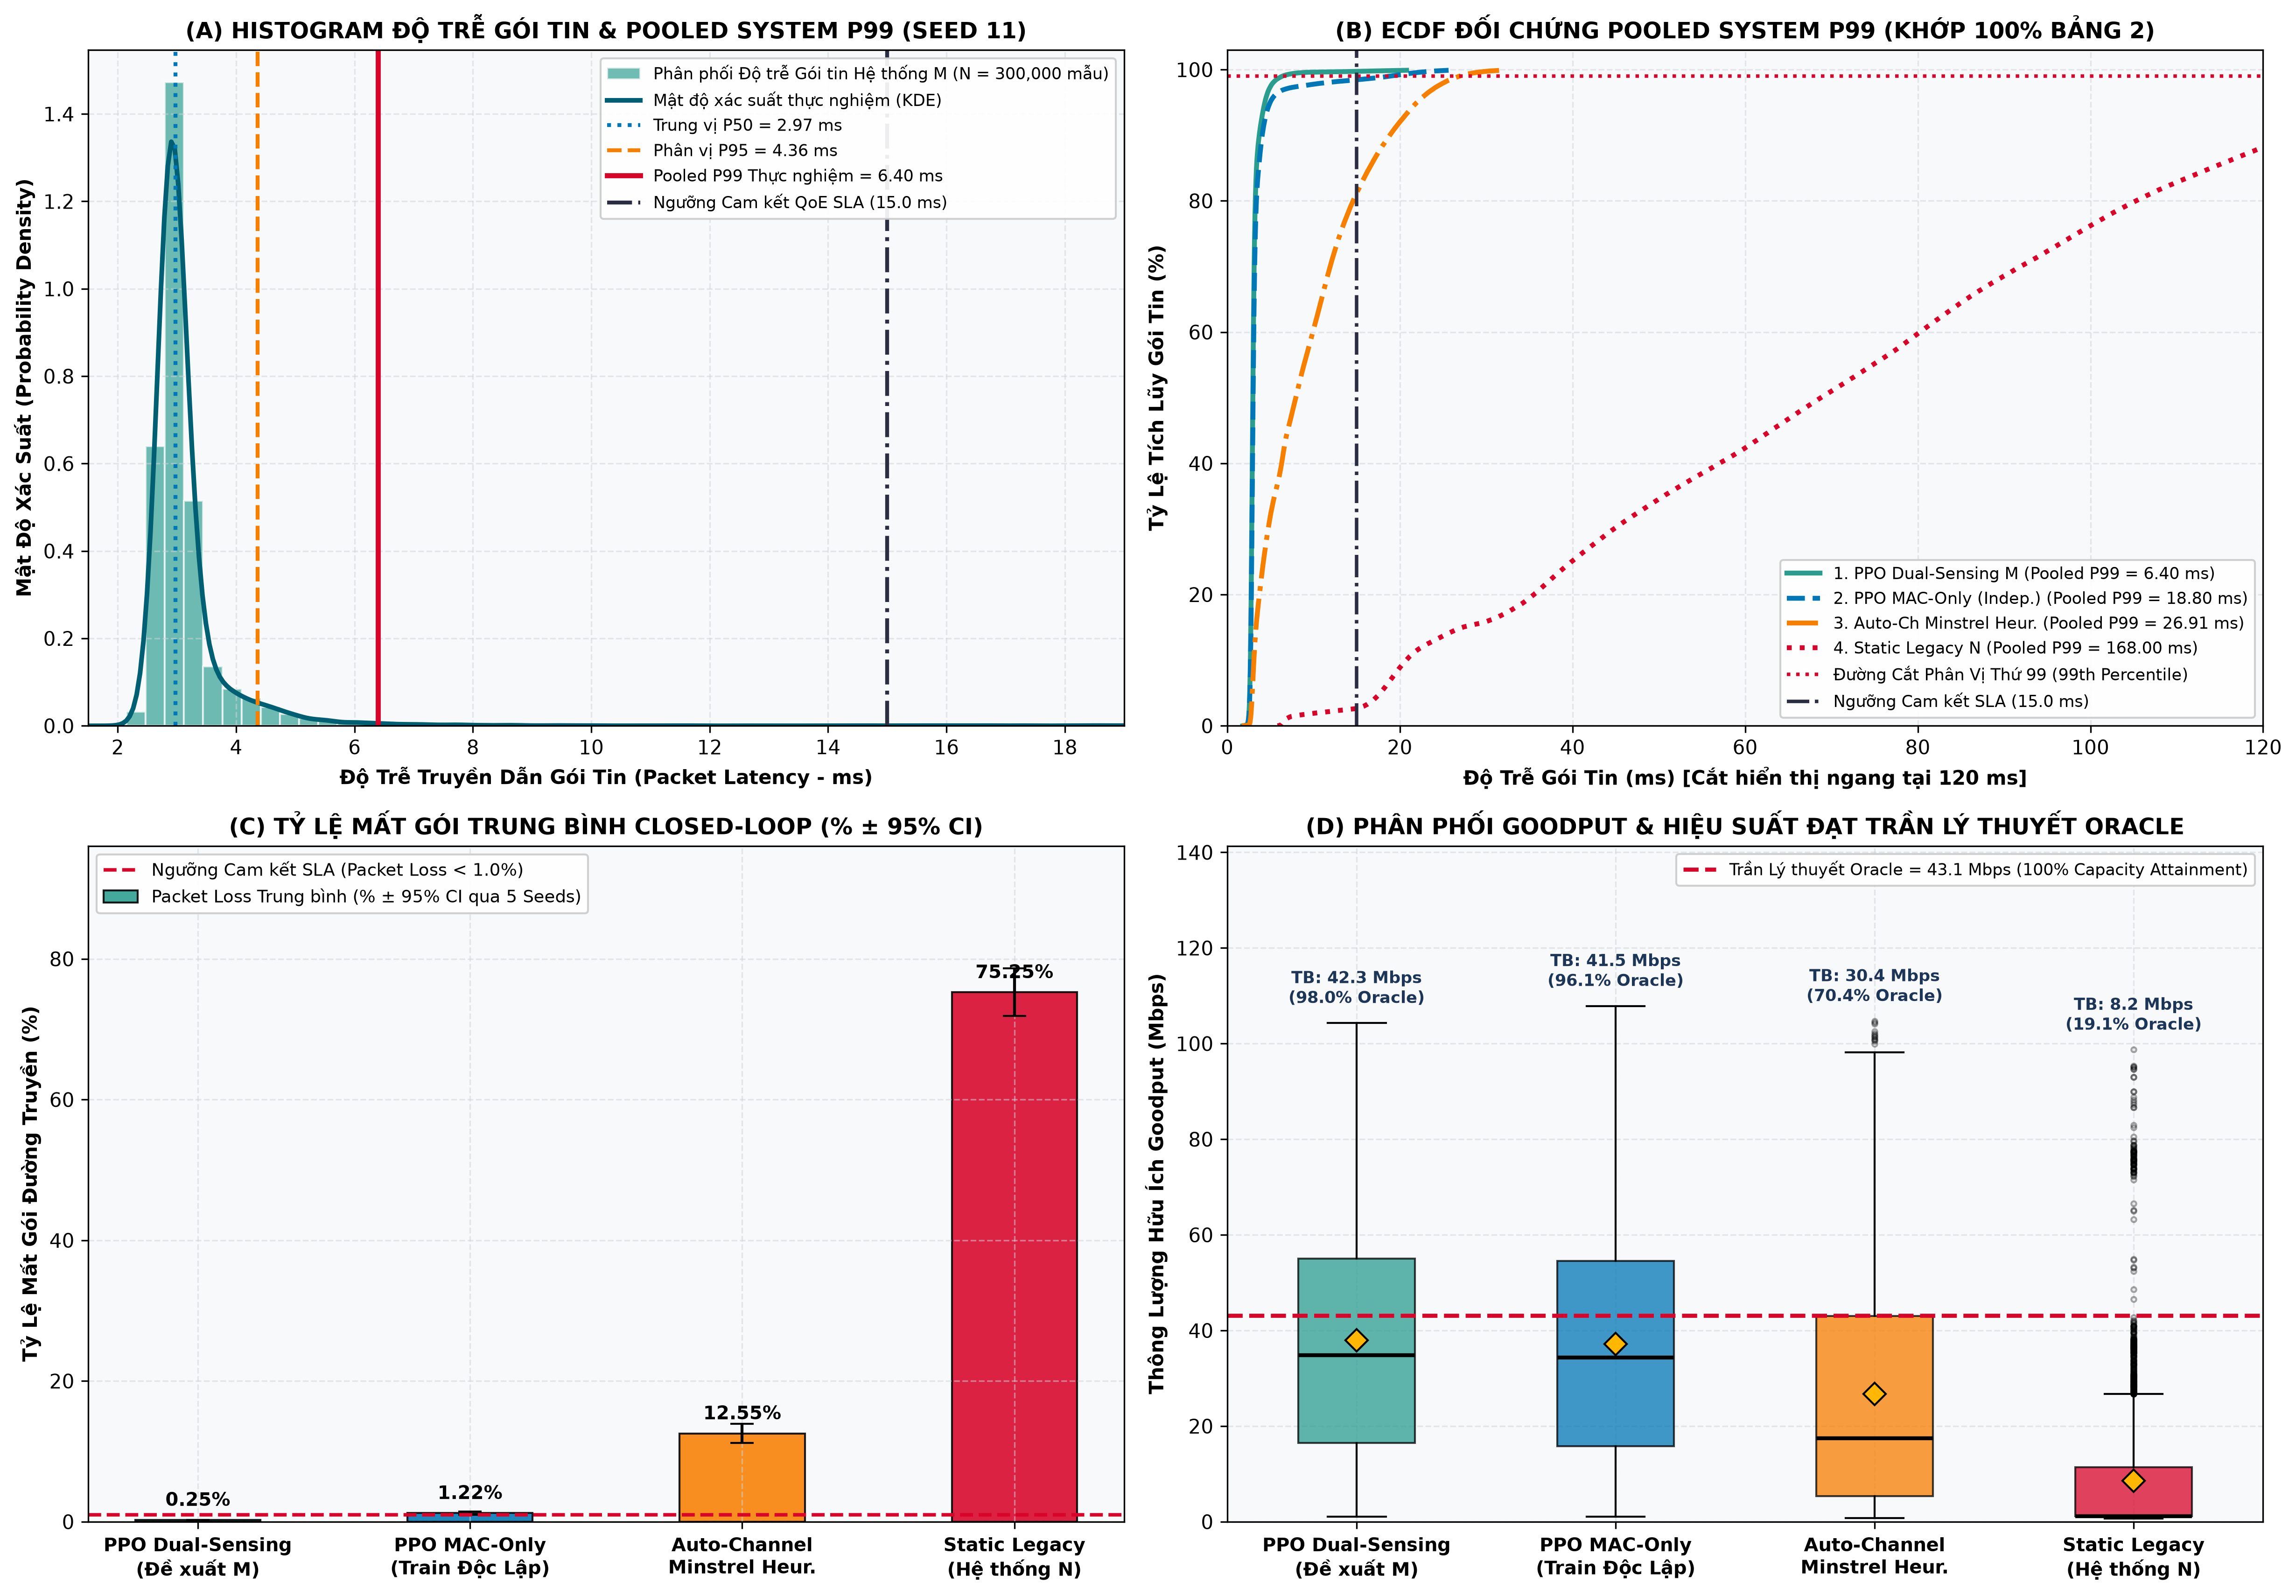 (A) HISTOGRAM ĐỘ TRỄ GÓI TIN & POOLED SYSTEM P99 (SEED 11)
Mật Độ Xác Suất (Probability Density)
1.4
1.2
1.0
0.8
0.6
0.4
0.2
0.0
Phân phối Độ trễ Gói tin Hệ thống M (N = 300,000 mẫu)
Mật độ xác suất thực nghiệm (KDE)
Trung vị P50 = 2.97 ms
Phân vị P95 = 4.36 ms
Pooled P99 Thực nghiệm = 6.40 ms
Ngưỡng Cam kết QoE SLA (15.0 ms)
2 4 6 8 10 12 14 16 18
Độ Trễ Truyền Dẫn Gói Tin (Packet Latency - ms)
(B) ECDF ĐỐI CHỨNG POOLED SYSTEM P99 (KHỚP 100% BẢNG 2)
Tỷ Lệ Tích Lũy Gói Tin (%)
100
80
60
40
20
0
1. PPO Dual-Sensing M (Pooled P99 = 6.40 ms)
2. PPO MAC-Only (Indep.) (Pooled P99 = 18.80 ms)
3. Auto-Ch Minstrel Heur. (Pooled P99 = 26.91 ms)
4. Static Legacy N (Pooled P99 = 168.00 ms)
Đường Cắt Phân Vị Thứ 99 (99th Percentile)
Ngưỡng Cam kết SLA (15.0 ms)
0 20 40 60 80 100 120
Độ Trễ Gói Tin (ms) [Cắt hiển thị ngang tại 120 ms]
(C) TỶ LỆ MẤT GÓI TRUNG BÌNH CLOSED-LOOP (% ± 95% CI)
Tỷ Lệ Mất Gói Đường Truyền (%)
80
60
40
20
0
Ngưỡng Cam kết SLA (Packet Loss < 1.0%)
Packet Loss Trung bình (% ± 95% CI qua 5 Seeds)
0.25%
1.22%
12.55%
75.25%
PPO Dual-Sensing
(Đề xuất M)
PPO MAC-Only
(Train Độc Lập)
Auto-Channel
Minstrel Heur.
Static Legacy
(Hệ thống N)
(D) PHÂN PHỐI GOODPUT & HIỆU SUẤT ĐẠT TRẦN LÝ THUYẾT ORACLE
Thông Lượng Hữu Ích Goodput (Mbps)
140
120
100
80
60
40
20
0
Trần Lý thuyết Oracle = 43.1 Mbps (100% Capacity Attainment)
TB: 42.3 Mbps
(98.0% Oracle)
TB: 41.5 Mbps
(96.1% Oracle)
TB: 30.4 Mbps
(70.4% Oracle)
TB: 8.2 Mbps
(19.1% Oracle)
PPO Dual-Sensing
(Đề xuất M)
PPO MAC-Only
(Train Độc Lập)
Auto-Channel
Minstrel Heur.
Static Legacy
(Hệ thống N)